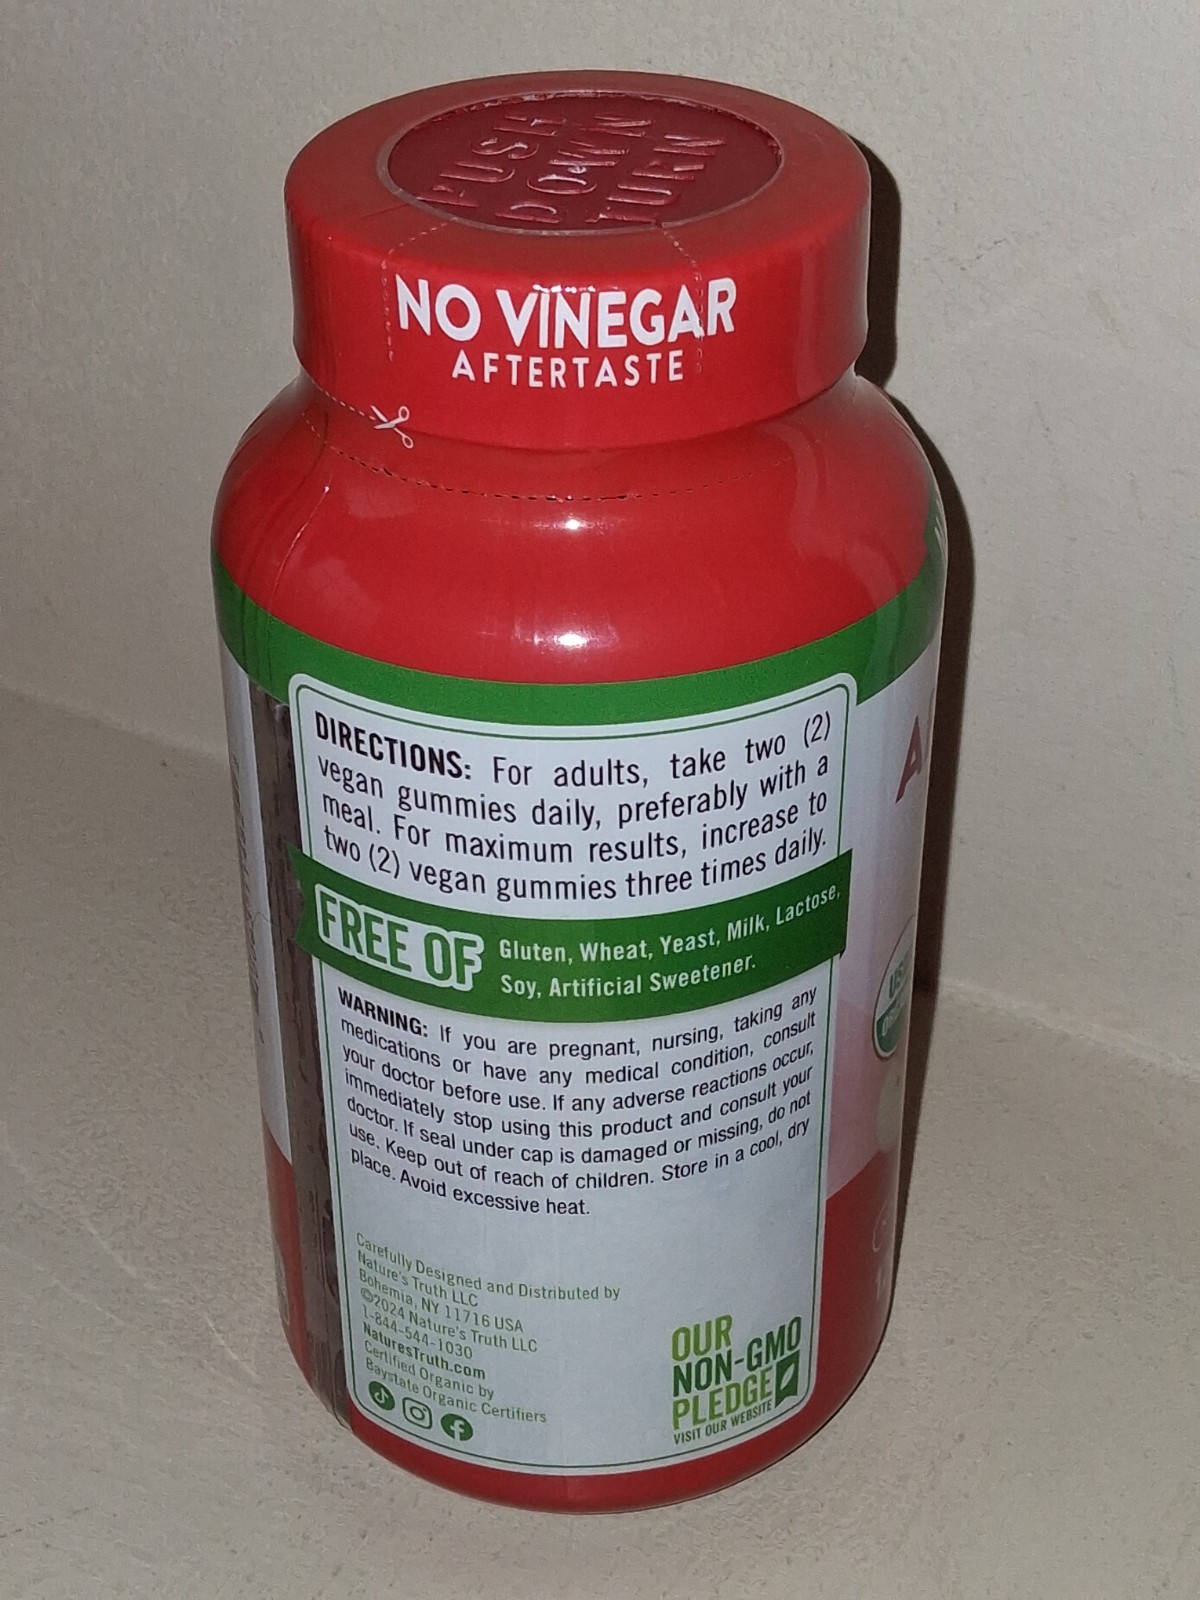 PUSH
DOWN
NO VINEGAR
AFTERTASTE
DIRECTIONS: For adults, take two (2)
vegan gummies daily, preferably with a
meal. For maximum results, increase to
two (2) vegan gummies three times daily.
FREE OF
Gluten, Wheat, Yeast, Milk, Lactose,
Soy, Artificial Sweetener.
WARNING: If you are pregnant, nursing, taking any
medications or have any medical condition, consult
your doctor before use. If any adverse reactions occur,
immediately stop using this product and consult your
doctor. If seal under cap is damaged or missing, do not
use. Keep out of reach of children. Store in a cool, dry
place. Avoid excessive heat.
Carefully Designed and Distributed by
Nature's Truth LLC
Bohemia, NY 11716 USA
©2024 Nature's Truth LLC
1-844-544-1030
NaturesTruth.com
Certified Organic by
Baystate Organic Certifiers
OUR
NON-GMO
PLEDGE
VISIT OUR WEBSITE